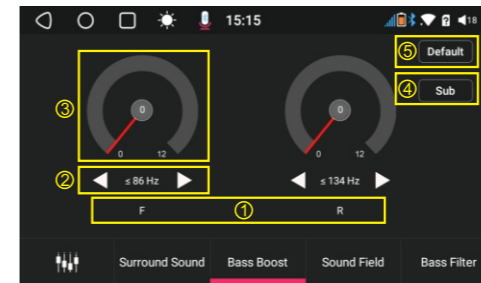 15:15
18
⑤ Default
④ Sub
③
0
0 12
0
0 12
② ≤ 86 Hz
≤ 134 Hz
F ① R
Surround Sound Bass Boost Sound Field Bass Filter